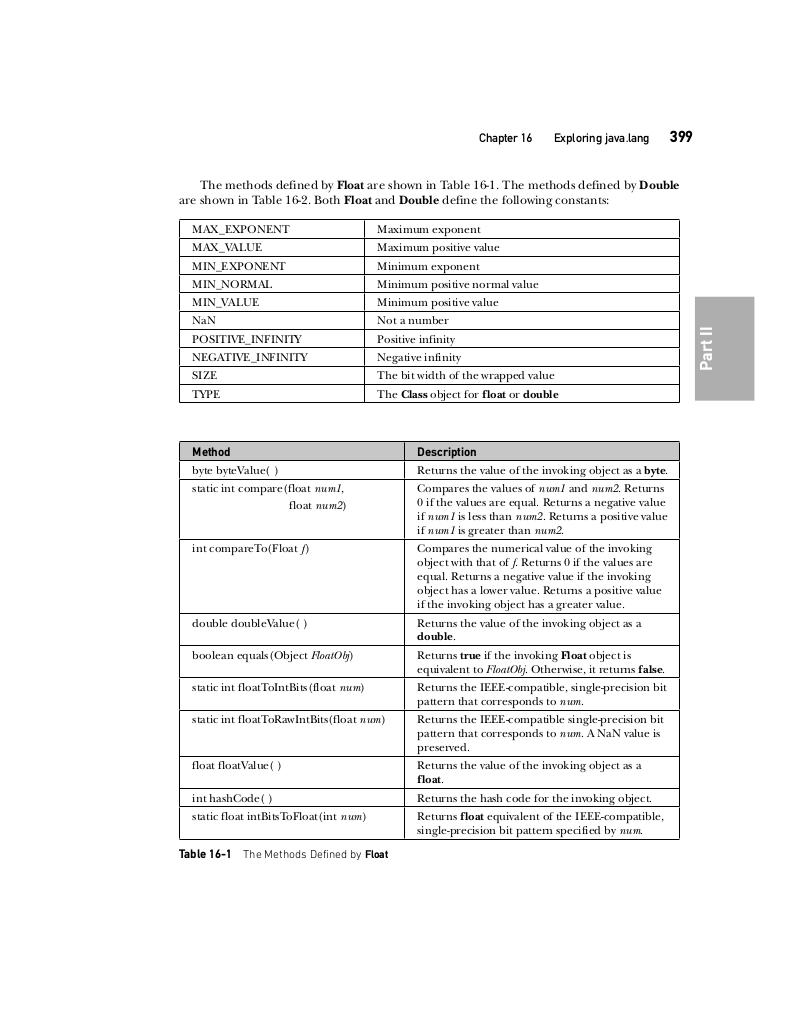 Chapter 16 Exploring java.lang 399
The methods defined by Float are shown in Table 16-1. The methods defined by Double
are shown in Table 16-2. Both Float and Double define the following constants:
MAX_EXPONENT Maximum exponent
MAX_VALUE Maximum positive value
MIN_EXPONENT Minimum exponent
MIN_NORMAL Minimum positive normal value
MIN_VALUE Minimum positive value
NaN Not a number
POSITIVE_INFINITY Positive infinity
NEGATIVE_INFINITY Negative infinity
SIZE The bit width of the wrapped value
TYPE The Class object for float or double
Part II
Method Description
byte byteValue( ) Returns the value of the invoking object as a byte.
static int compare(float num1, Compares the values of num1 and num2. Returns
float num2) 0 if the values are equal. Returns a negative value
if num1 is less than num2. Returns a positive value
if num1 is greater than num2.
int compareTo(Float f) Compares the numerical value of the invoking
object with that of f. Returns 0 if the values are
equal. Returns a negative value if the invoking
object has a lower value. Returns a positive value
if the invoking object has a greater value.
double doubleValue( ) Returns the value of the invoking object as a
double.
boolean equals(Object FloatObj) Returns true if the invoking Float object is
equivalent to FloatObj. Otherwise, it returns false.
static int floatToIntBits(float num) Returns the IEEE-compatible, single-precision bit
pattern that corresponds to num.
static int floatToRawIntBits(float num) Returns the IEEE-compatible single-precision bit
pattern that corresponds to num. A NaN value is
preserved.
float floatValue( ) Returns the value of the invoking object as a
float.
int hashCode( ) Returns the hash code for the invoking object.
static float intBitsToFloat(int num) Returns float equivalent of the IEEE-compatible,
single-precision bit pattern specified by num.
Table 16-1 The Methods Defined by Float